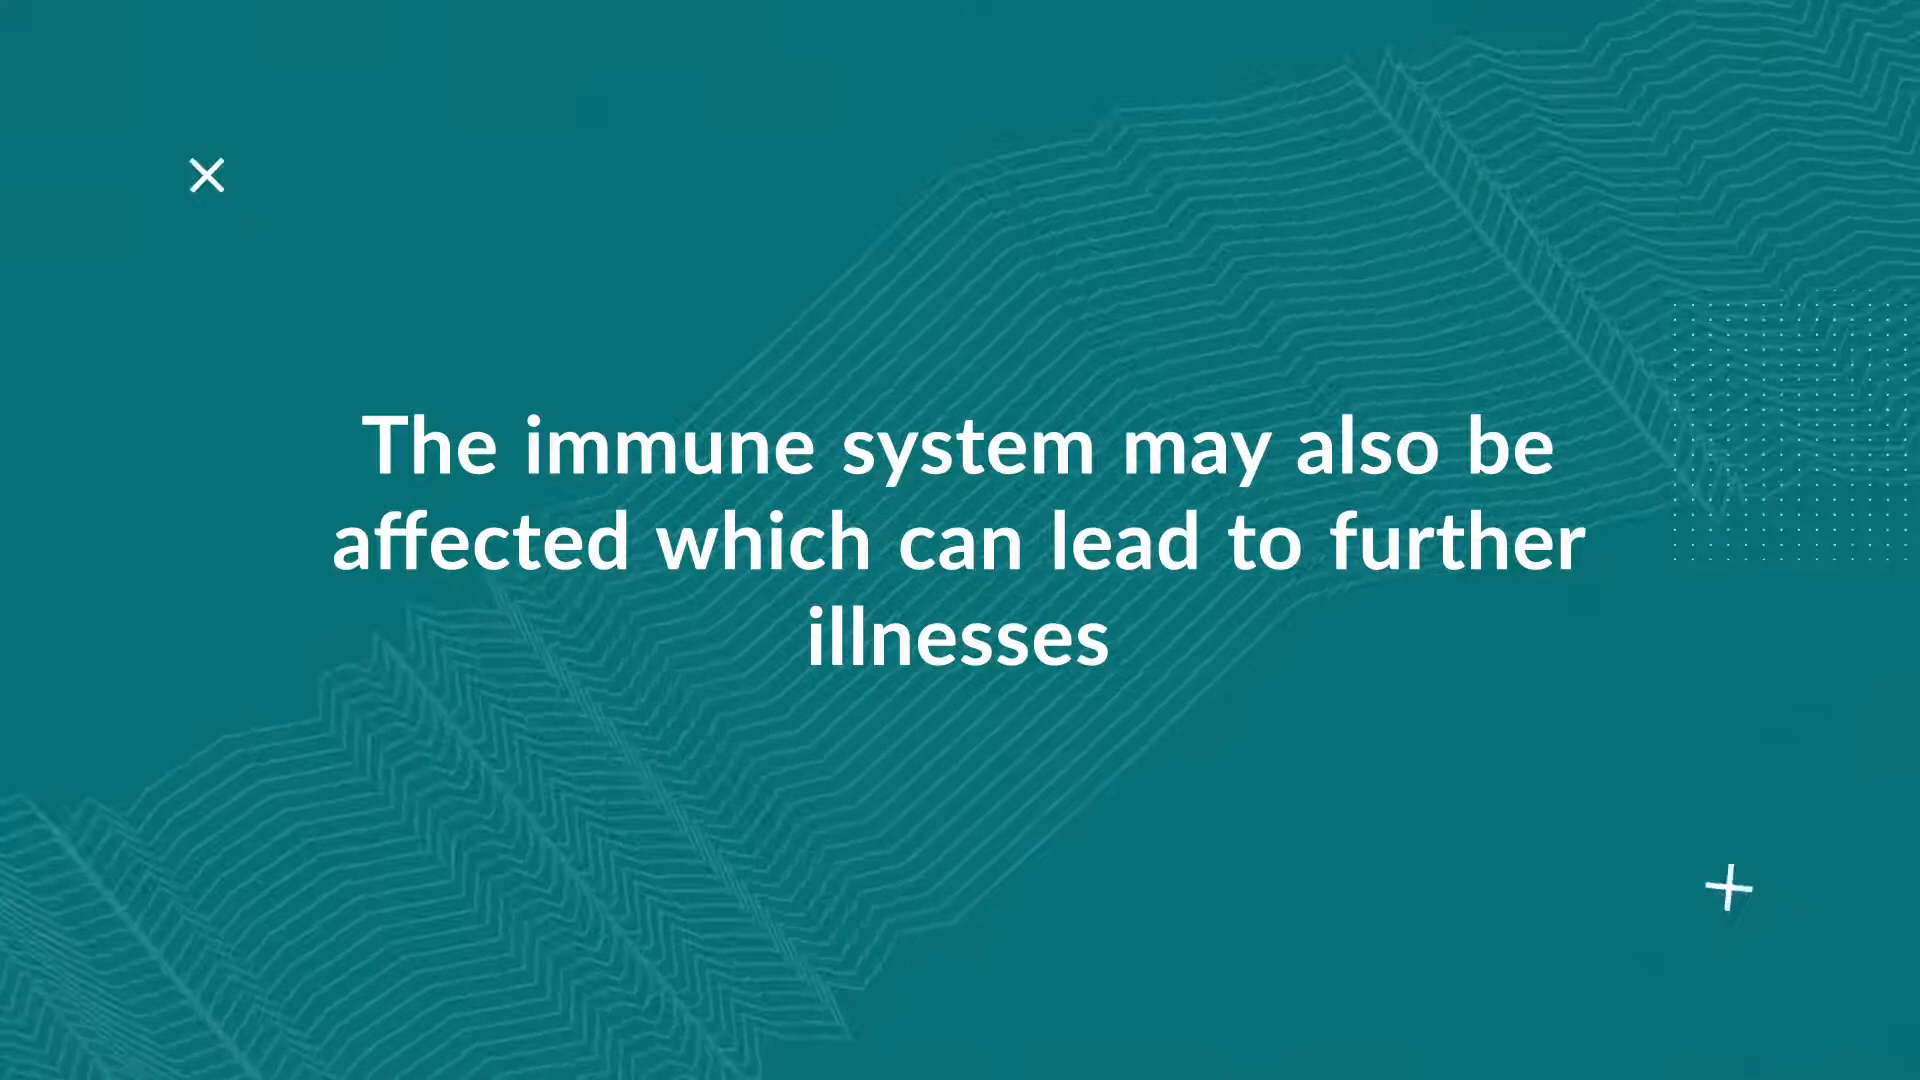 The immune system may also be
affected which can lead to further
illnesses